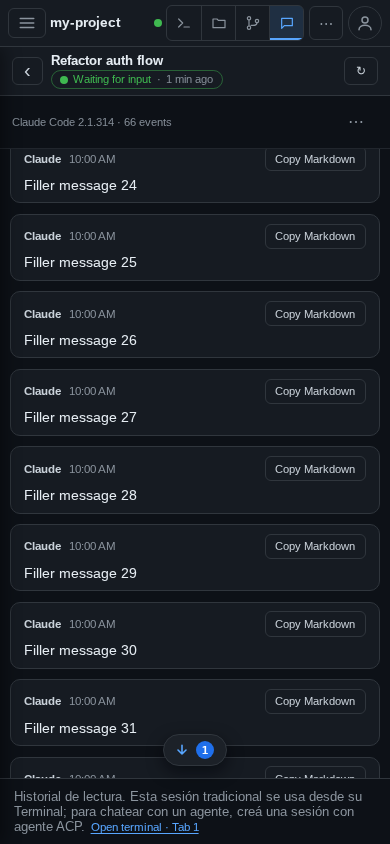 my-project
Refactor auth flow
Waiting for input · 1 min ago
Claude Code 2.1.314 · 66 events
Claude 10:00 AM Copy Markdown
Filler message 24
Claude 10:00 AM Copy Markdown
Filler message 25
Claude 10:00 AM Copy Markdown
Filler message 26
Claude 10:00 AM Copy Markdown
Filler message 27
Claude 10:00 AM Copy Markdown
Filler message 28
Claude 10:00 AM Copy Markdown
Filler message 29
Claude 10:00 AM Copy Markdown
Filler message 30
Claude 10:00 AM Copy Markdown
Filler message 31
1
Claude 10:00 AM Copy Markdown
Historial de lectura. Esta sesión tradicional se usa desde su
Terminal; para chatear con un agente, creá una sesión con
agente ACP. Open terminal · Tab 1